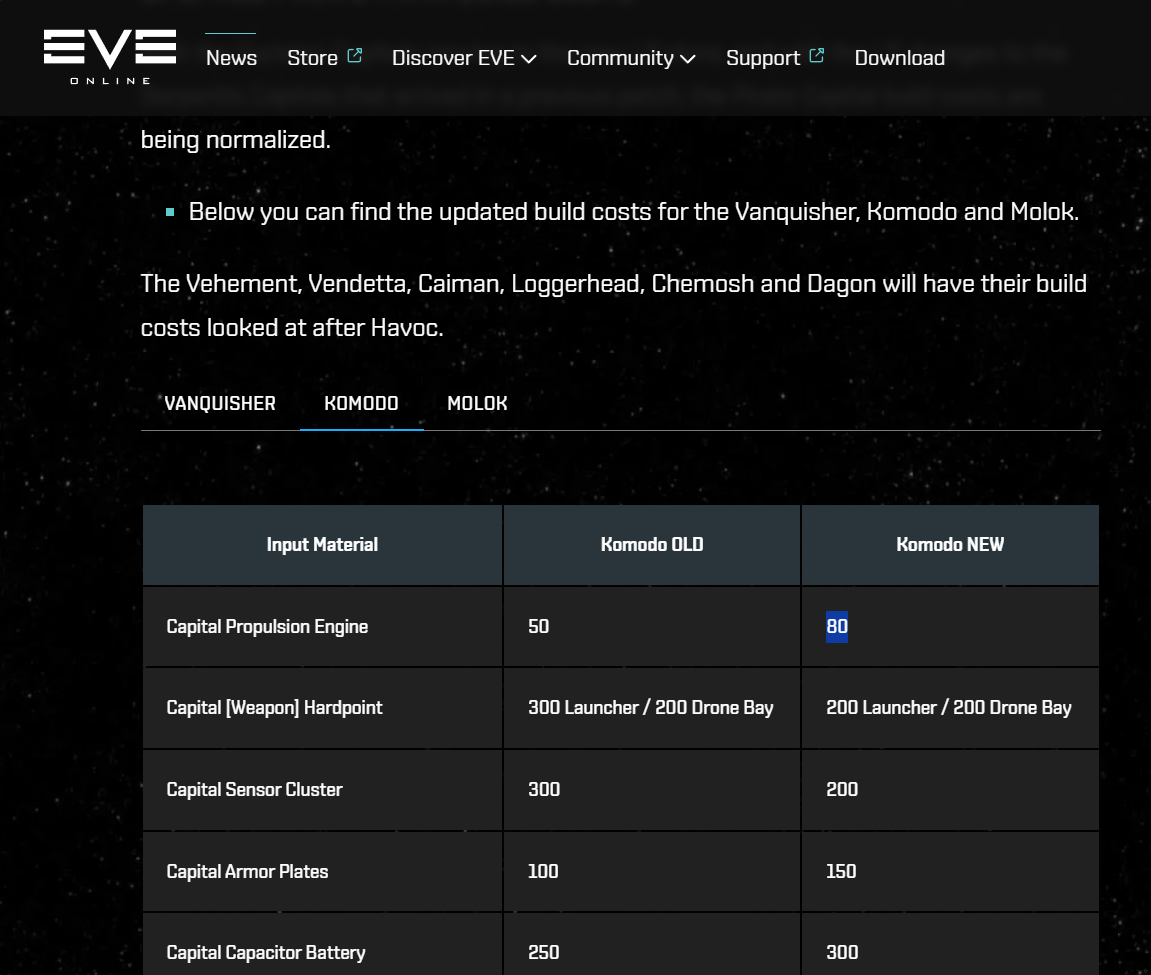 EVE
ONLINE
News Store Discover EVE Community Support Download
being normalized.
Below you can find the updated build costs for the Vanquisher, Komodo and Molok.
The Vehement, Vendetta, Caiman, Loggerhead, Chemosh and Dagon will have their build
costs looked at after Havoc.
VANQUISHER KOMODO MOLOK
Input Material Komodo OLD Komodo NEW
Capital Propulsion Engine 50 80
Capital [Weapon] Hardpoint 300 Launcher / 200 Drone Bay 200 Launcher / 200 Drone Bay
Capital Sensor Cluster 300 200
Capital Armor Plates 100 150
Capital Capacitor Battery 250 300